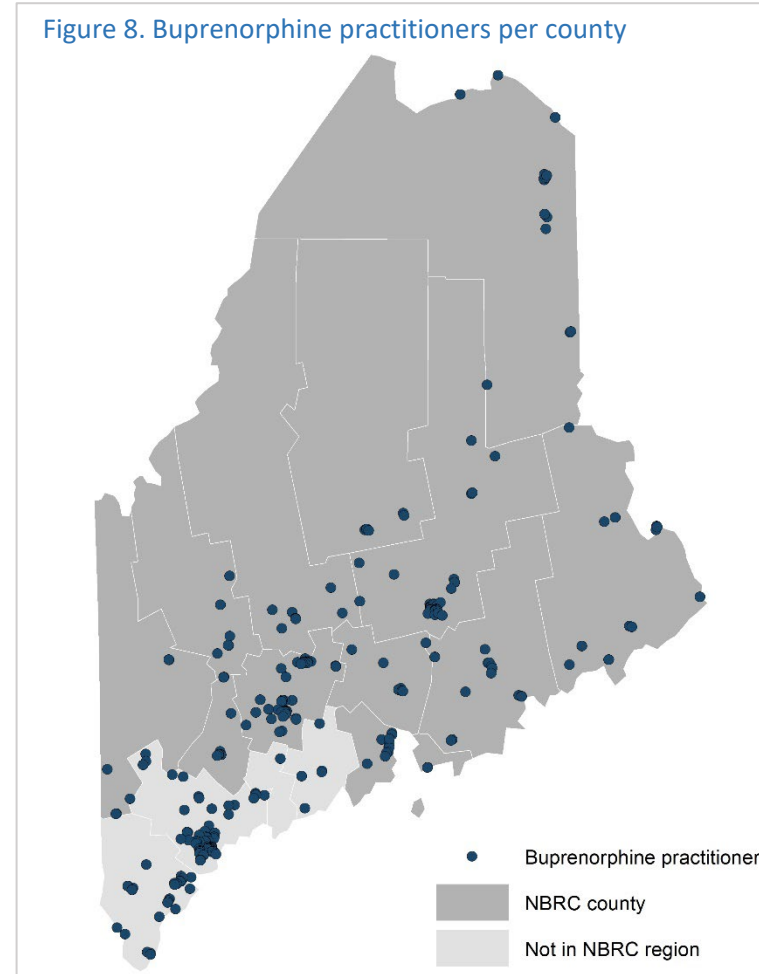 Figure 8. Buprenorphine practitioners per county
Buprenorphine practitioner
NBRC county
Not in NBRC region